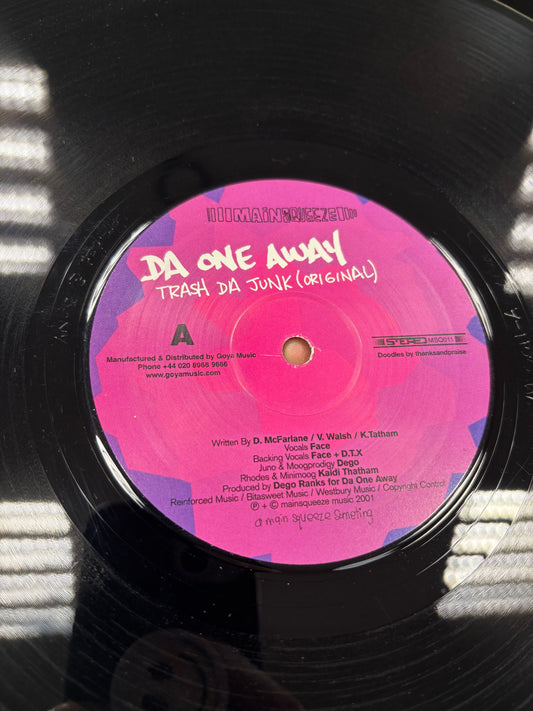 MAINSQUEEZE
DA ONE AWAY
TRASH DA JUNK (ORIGINAL)
A
STEREO MSQ011
Manufactured & Distributed by Goya Music
Phone +44 020 8968 9666
www.goyamusic.com
Doodles by thanksandpraise
Written By D. McFarlane / V. Walsh / K.Tatham
Vocals Face
Backing Vocals Face + D.T.X
Juno & Moogprodigy Dego
Rhodes & Minimoog Kaidi Thatham
Produced by Dego Ranks for Da One Away
Reinforced Music / Bitasweet Music / Westbury Music / Copyright Control
℗ + © mainsqueeze music 2001
a main squeeze someting